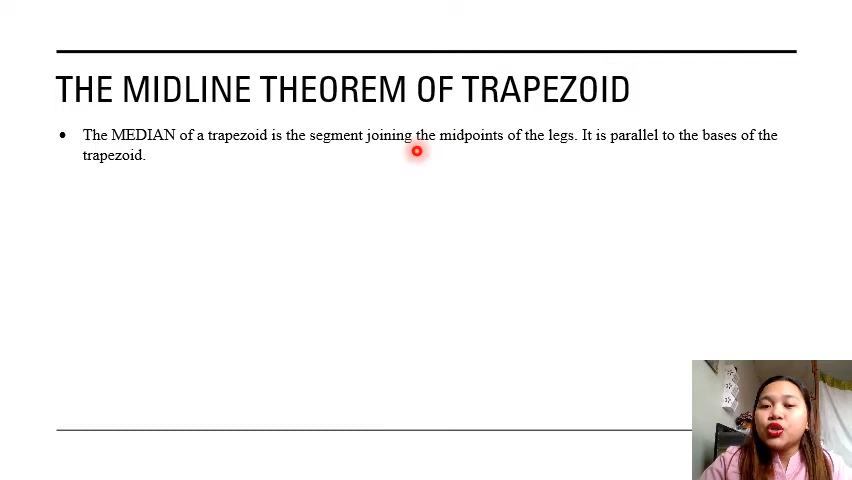 THE MIDLINE THEOREM OF TRAPEZOID
• The MEDIAN of a trapezoid is the segment joining the midpoints of the legs. It is parallel to the bases of the
trapezoid.